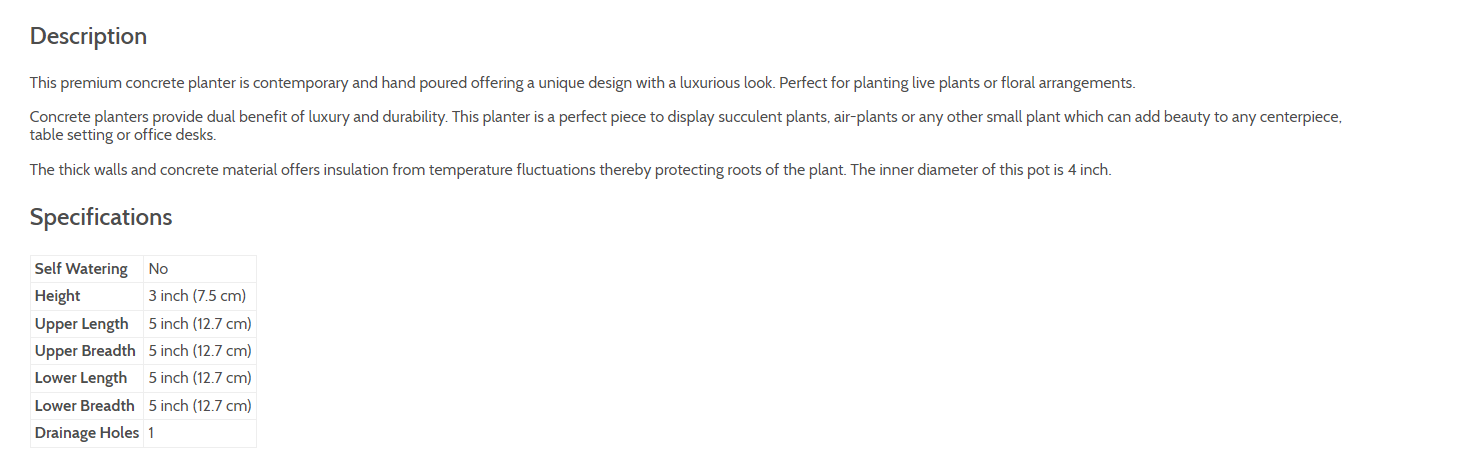 Description
This premium concrete planter is contemporary and hand poured offering a unique design with a luxurious look. Perfect for planting live plants or floral arrangements.
Concrete planters provide dual benefit of luxury and durability. This planter is a perfect piece to display succulent plants, air-plants or any other small plant which can add beauty to any centerpiece,
table setting or office desks.
The thick walls and concrete material offers insulation from temperature fluctuations thereby protecting roots of the plant. The inner diameter of this pot is 4 inch.
Specifications
Self Watering No
Height 3 inch (7.5 cm)
Upper Length 5 inch (12.7 cm)
Upper Breadth 5 inch (12.7 cm)
Lower Length 5 inch (12.7 cm)
Lower Breadth 5 inch (12.7 cm)
Drainage Holes 1